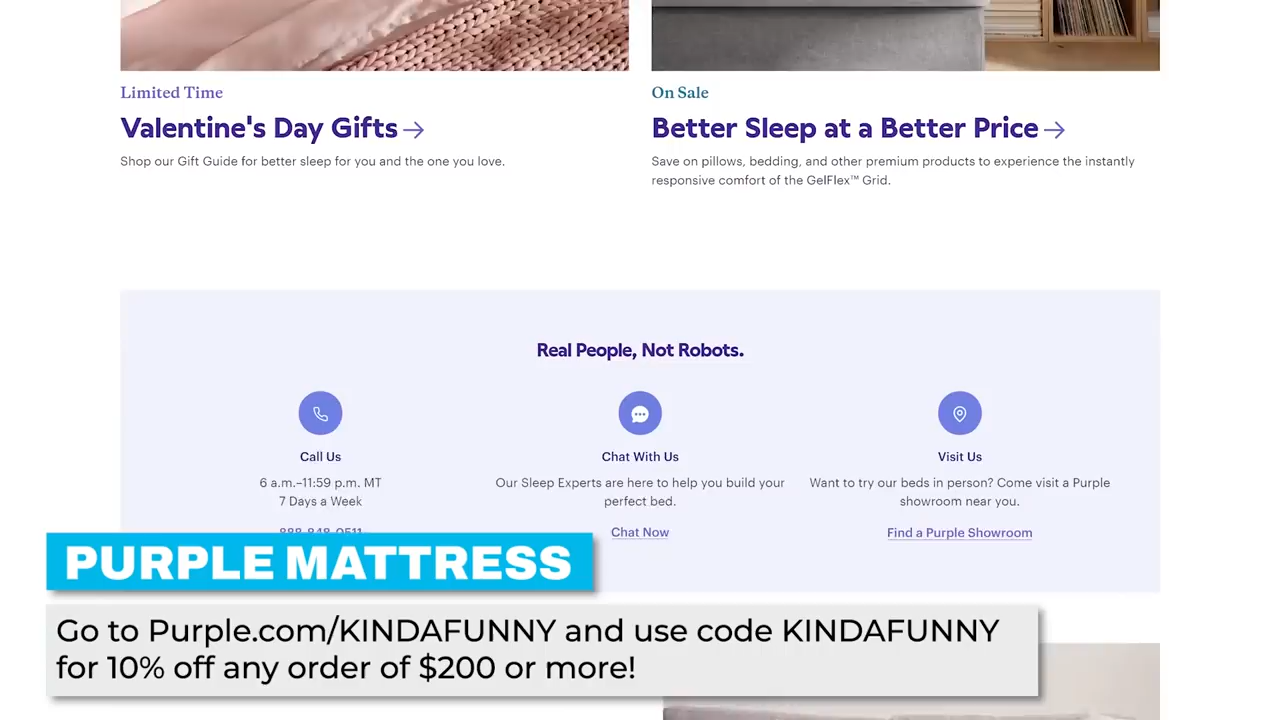 Limited Time
Valentine's Day Gifts →
Shop our Gift Guide for better sleep for you and the one you love.
On Sale
Better Sleep at a Better Price →
Save on pillows, bedding, and other premium products to experience the instantly
responsive comfort of the GelFlex™ Grid.
Real People, Not Robots.
Call Us
6 a.m.–11:59 p.m. MT
7 Days a Week
888-848-0511
Chat With Us
Our Sleep Experts are here to help you build your
perfect bed.
Chat Now
Visit Us
Want to try our beds in person? Come visit a Purple
showroom near you.
Find a Purple Showroom
PURPLE MATTRESS
Go to Purple.com/KINDAFUNNY and use code KINDAFUNNY
for 10% off any order of $200 or more!